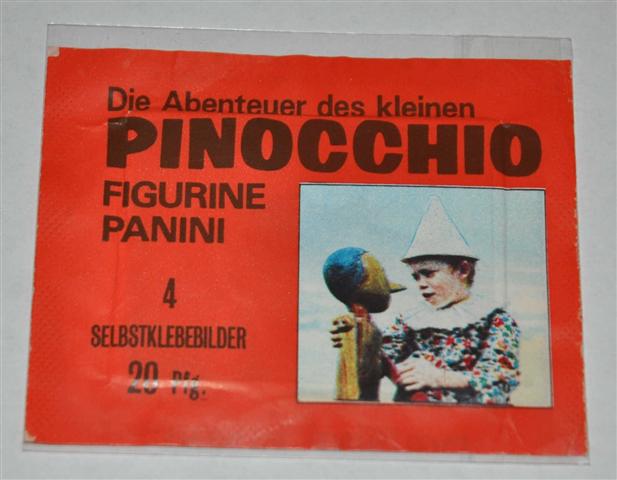 Die Abenteuer des kleinen
PINOCCHIO
FIGURINE
PANINI
4
SELBSTKLEBEBILDER
20 Pfg.